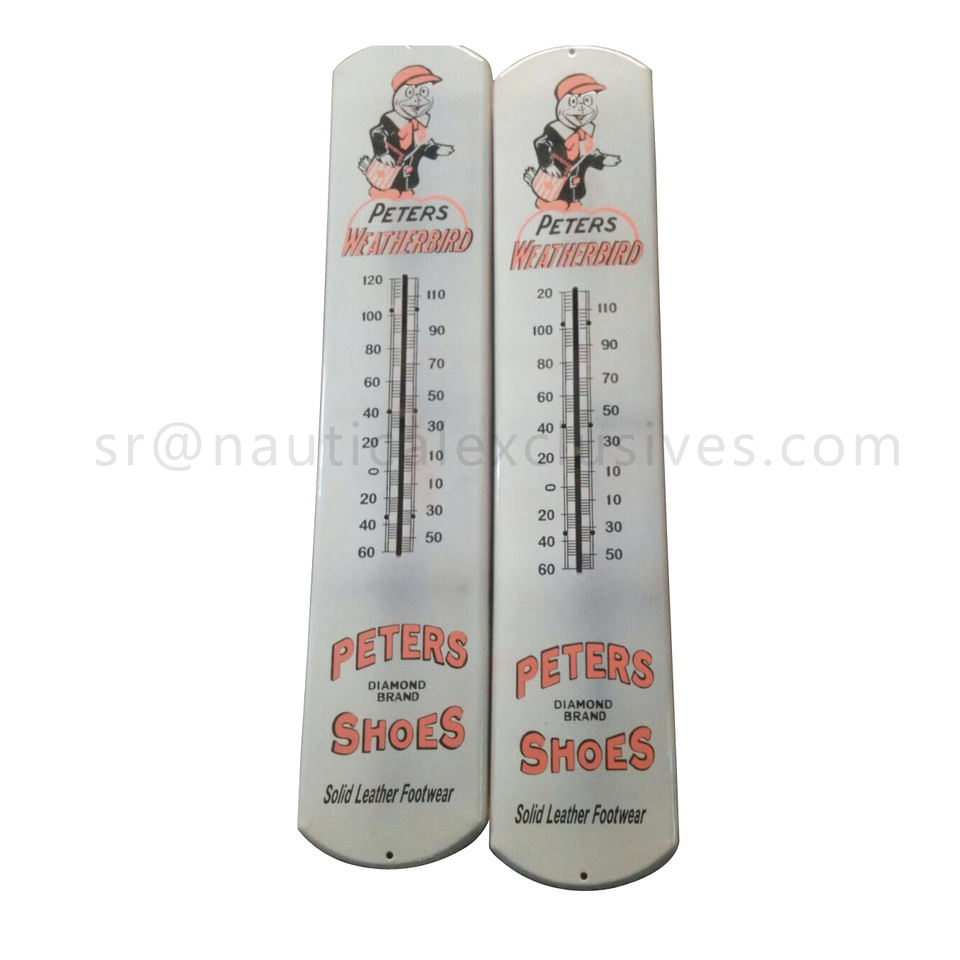 PETERS
WEATHERBIRD
120
110
100
90
80
70
60
50
40
30
20
10
0
10
20
30
40
50
60
PETERS
DIAMOND
BRAND
SHOES
Solid Leather Footwear
PETERS
WEATHERBIRD
20
110
100
90
80
70
60
50
40
30
20
10
0
10
20
30
40
50
60
PETERS
DIAMOND
BRAND
SHOES
Solid Leather Footwear
sr@nauticalexclusives.com